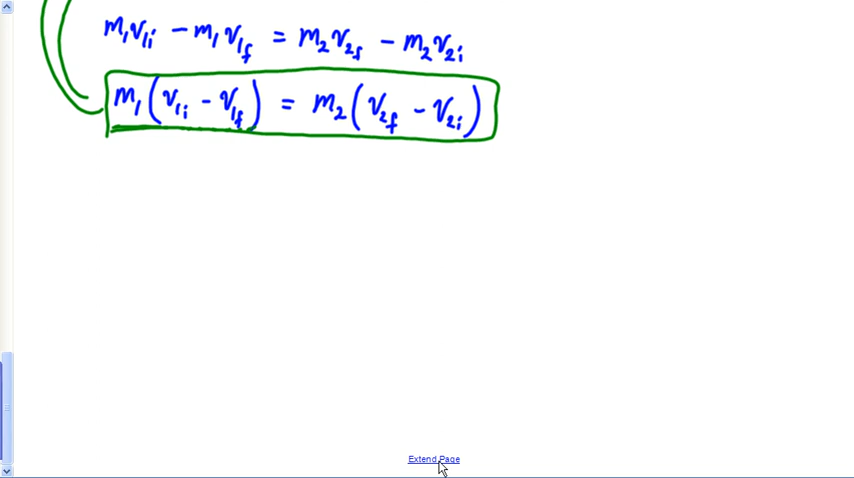 m₁v₁ᵢ - m₁v₁f = m₂v₂f - m₂v₂ᵢ
m₁(v₁ᵢ - v₁f) = m₂(v₂f - v₂ᵢ)
Extend Page